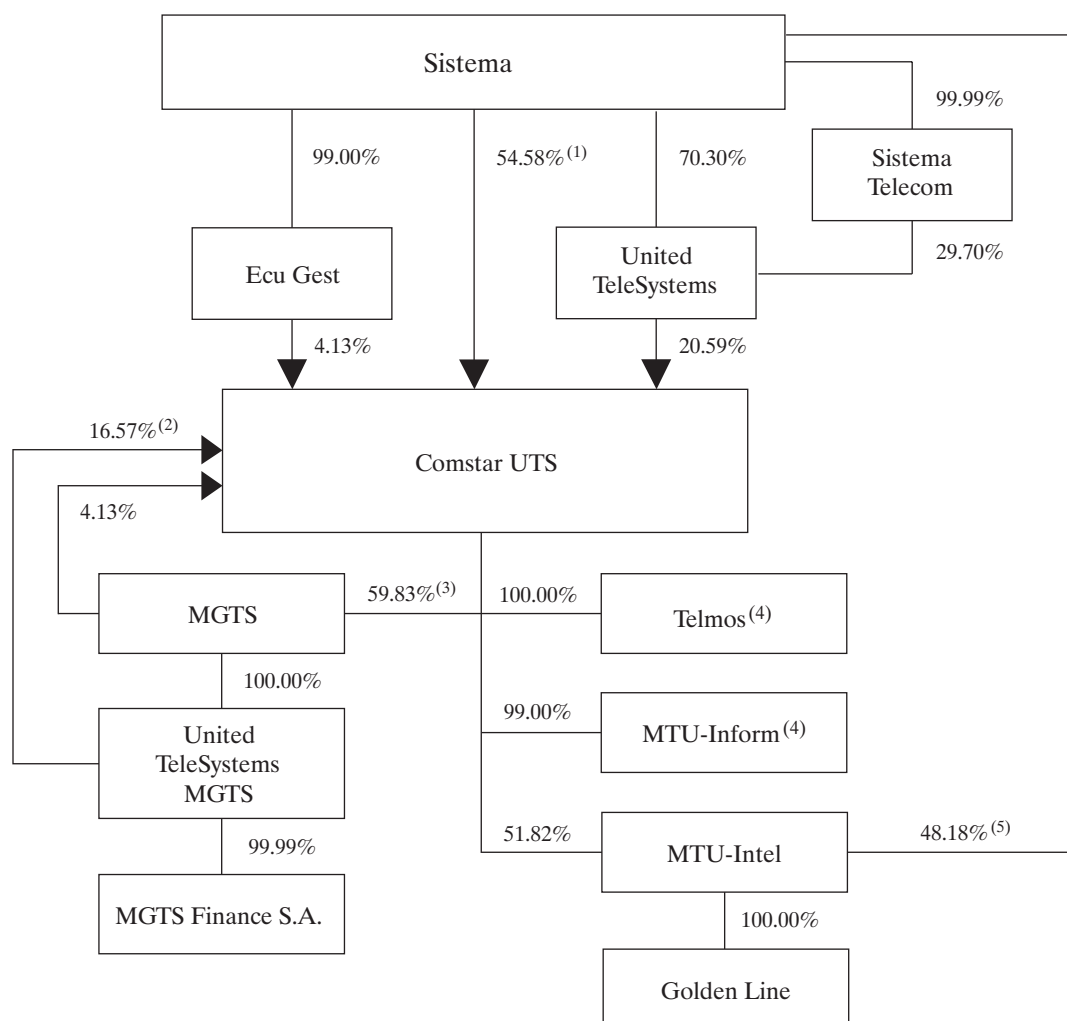 Sistema
99.99%
99.00%
54.58%(1)
70.30%
Sistema
Telecom
Ecu Gest
United
TeleSystems
29.70%
4.13%
20.59%
16.57%(2)
Comstar UTS
4.13%
MGTS
59.83%(3)
100.00%
Telmos(4)
100.00%
99.00%
MTU-Inform(4)
United
TeleSystems
MGTS
51.82%
MTU-Intel
48.18%(5)
99.99%
MGTS Finance S.A.
100.00%
Golden Line